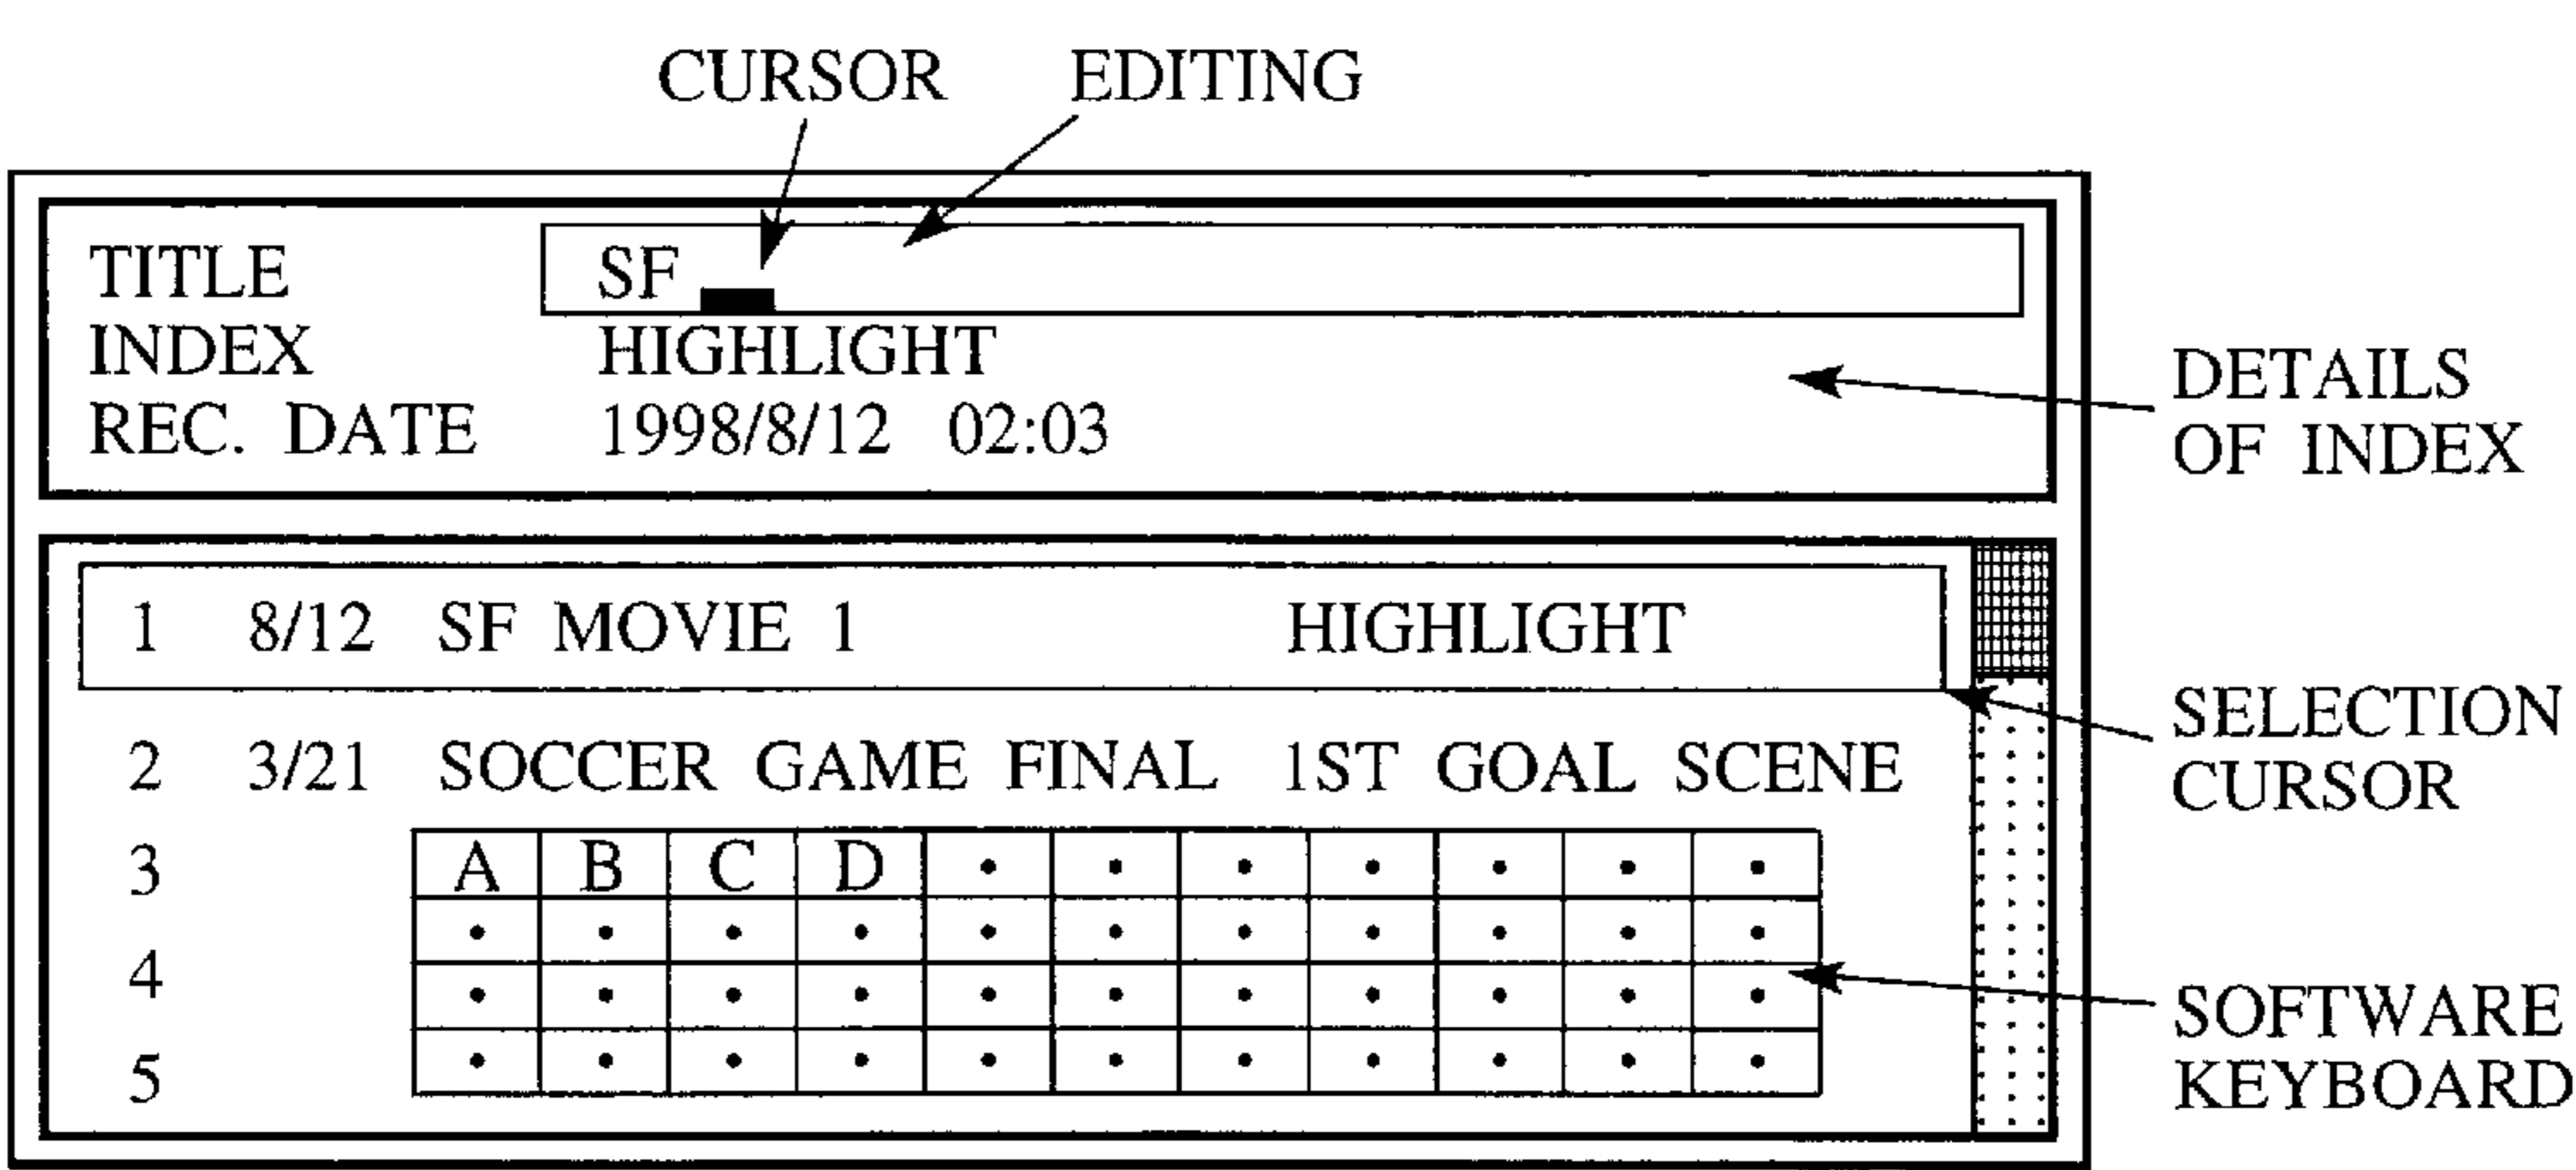 CURSOR EDITING
TITLE SF
INDEX HIGHLIGHT
REC. DATE 1998/8/12 02:03
DETAILS
OF INDEX
1 8/12 SF MOVIE 1 HIGHLIGHT
2 3/21 SOCCER GAME FINAL 1ST GOAL SCENE
SELECTION
CURSOR
3 A B C D • • • • • • •
• • • • • • • • • • •
4 • • • • • • • • • • •
5 • • • • • • • • • • •
SOFTWARE
KEYBOARD